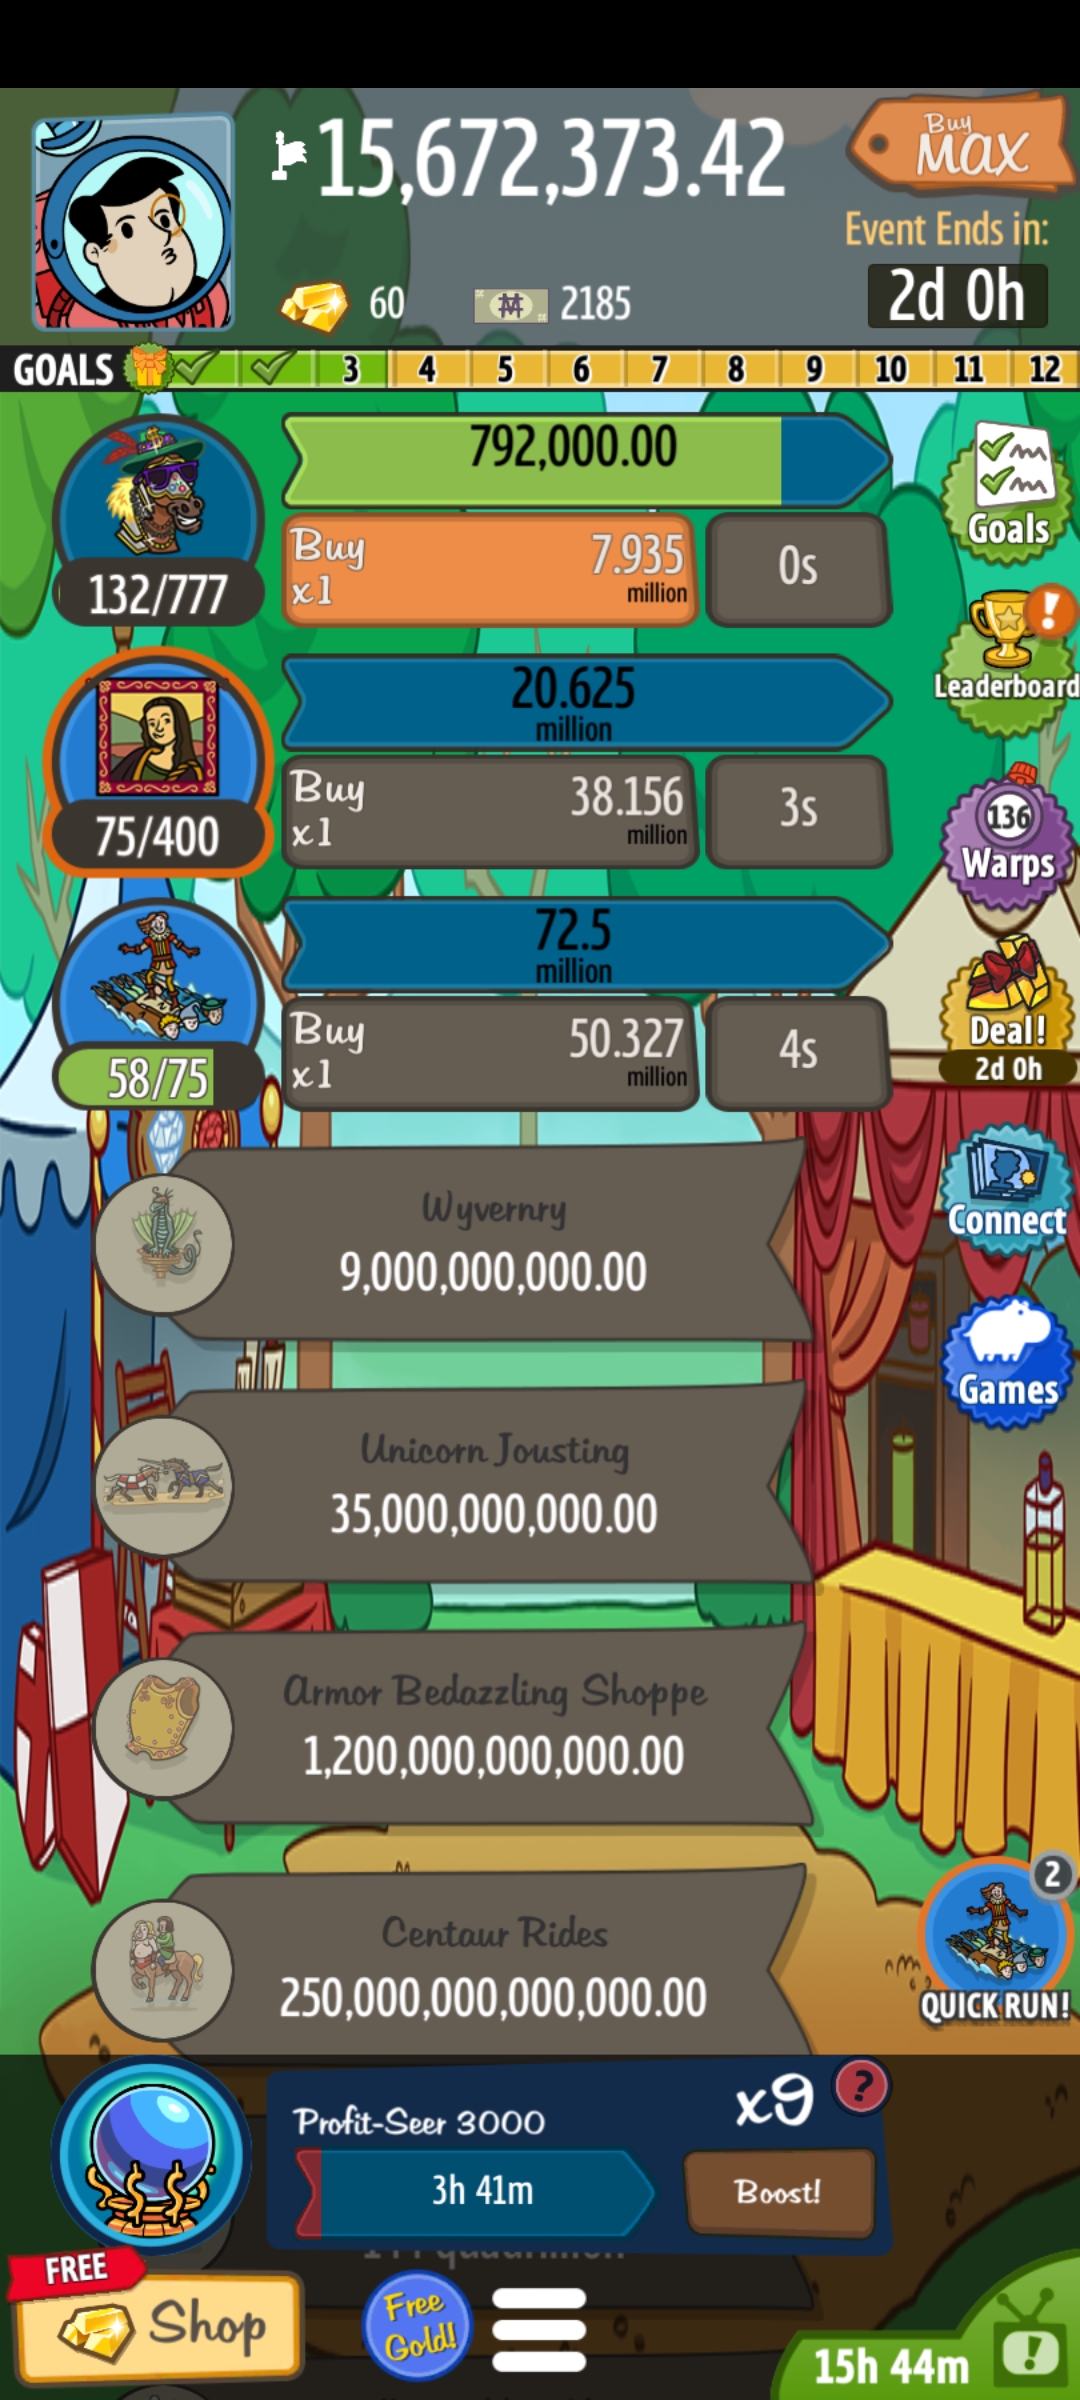 15,672,373.42
Buy
MAX
Event Ends in:
2d 0h
60
2185
GOALS 3 4 5 6 7 8 9 10 11 12
792,000.00
Buy
x1
7.935
million
0s
132/777
Goals
20.625
million
Buy
x1
38.156
million
3s
75/400
!
Leaderboard
136
Warps
72.5
million
Buy
x1
50.327
million
4s
58/75
Deal!
2d 0h
Wyvernry
9,000,000,000.00
Connect
Unicorn Jousting
35,000,000,000.00
Games
Armor Bedazzling Shoppe
1,200,000,000,000.00
Centaur Rides
250,000,000,000,000.00
2
QUICK RUN!
Profit-Seer 3000
x9
?
3h 41m
Boost!
FREE
Shop
Free
Gold!
15h 44m
!